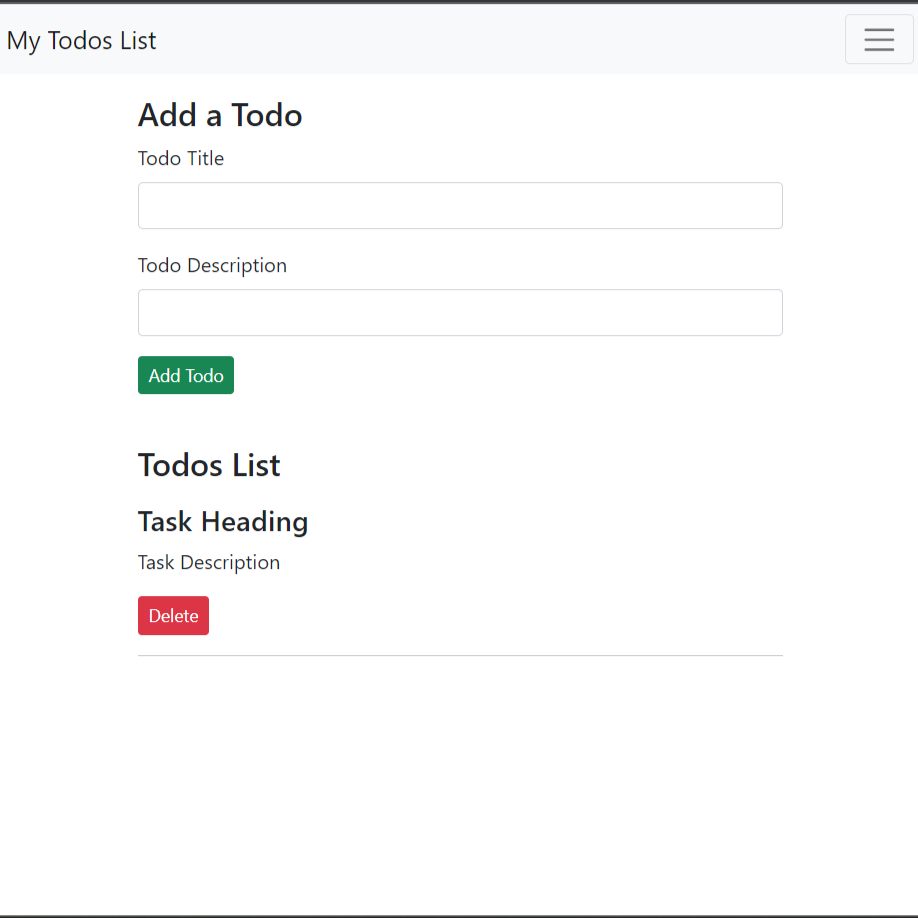 My Todos List
Add a Todo
Todo Title
Todo Description
Add Todo
Todos List
Task Heading
Task Description
Delete